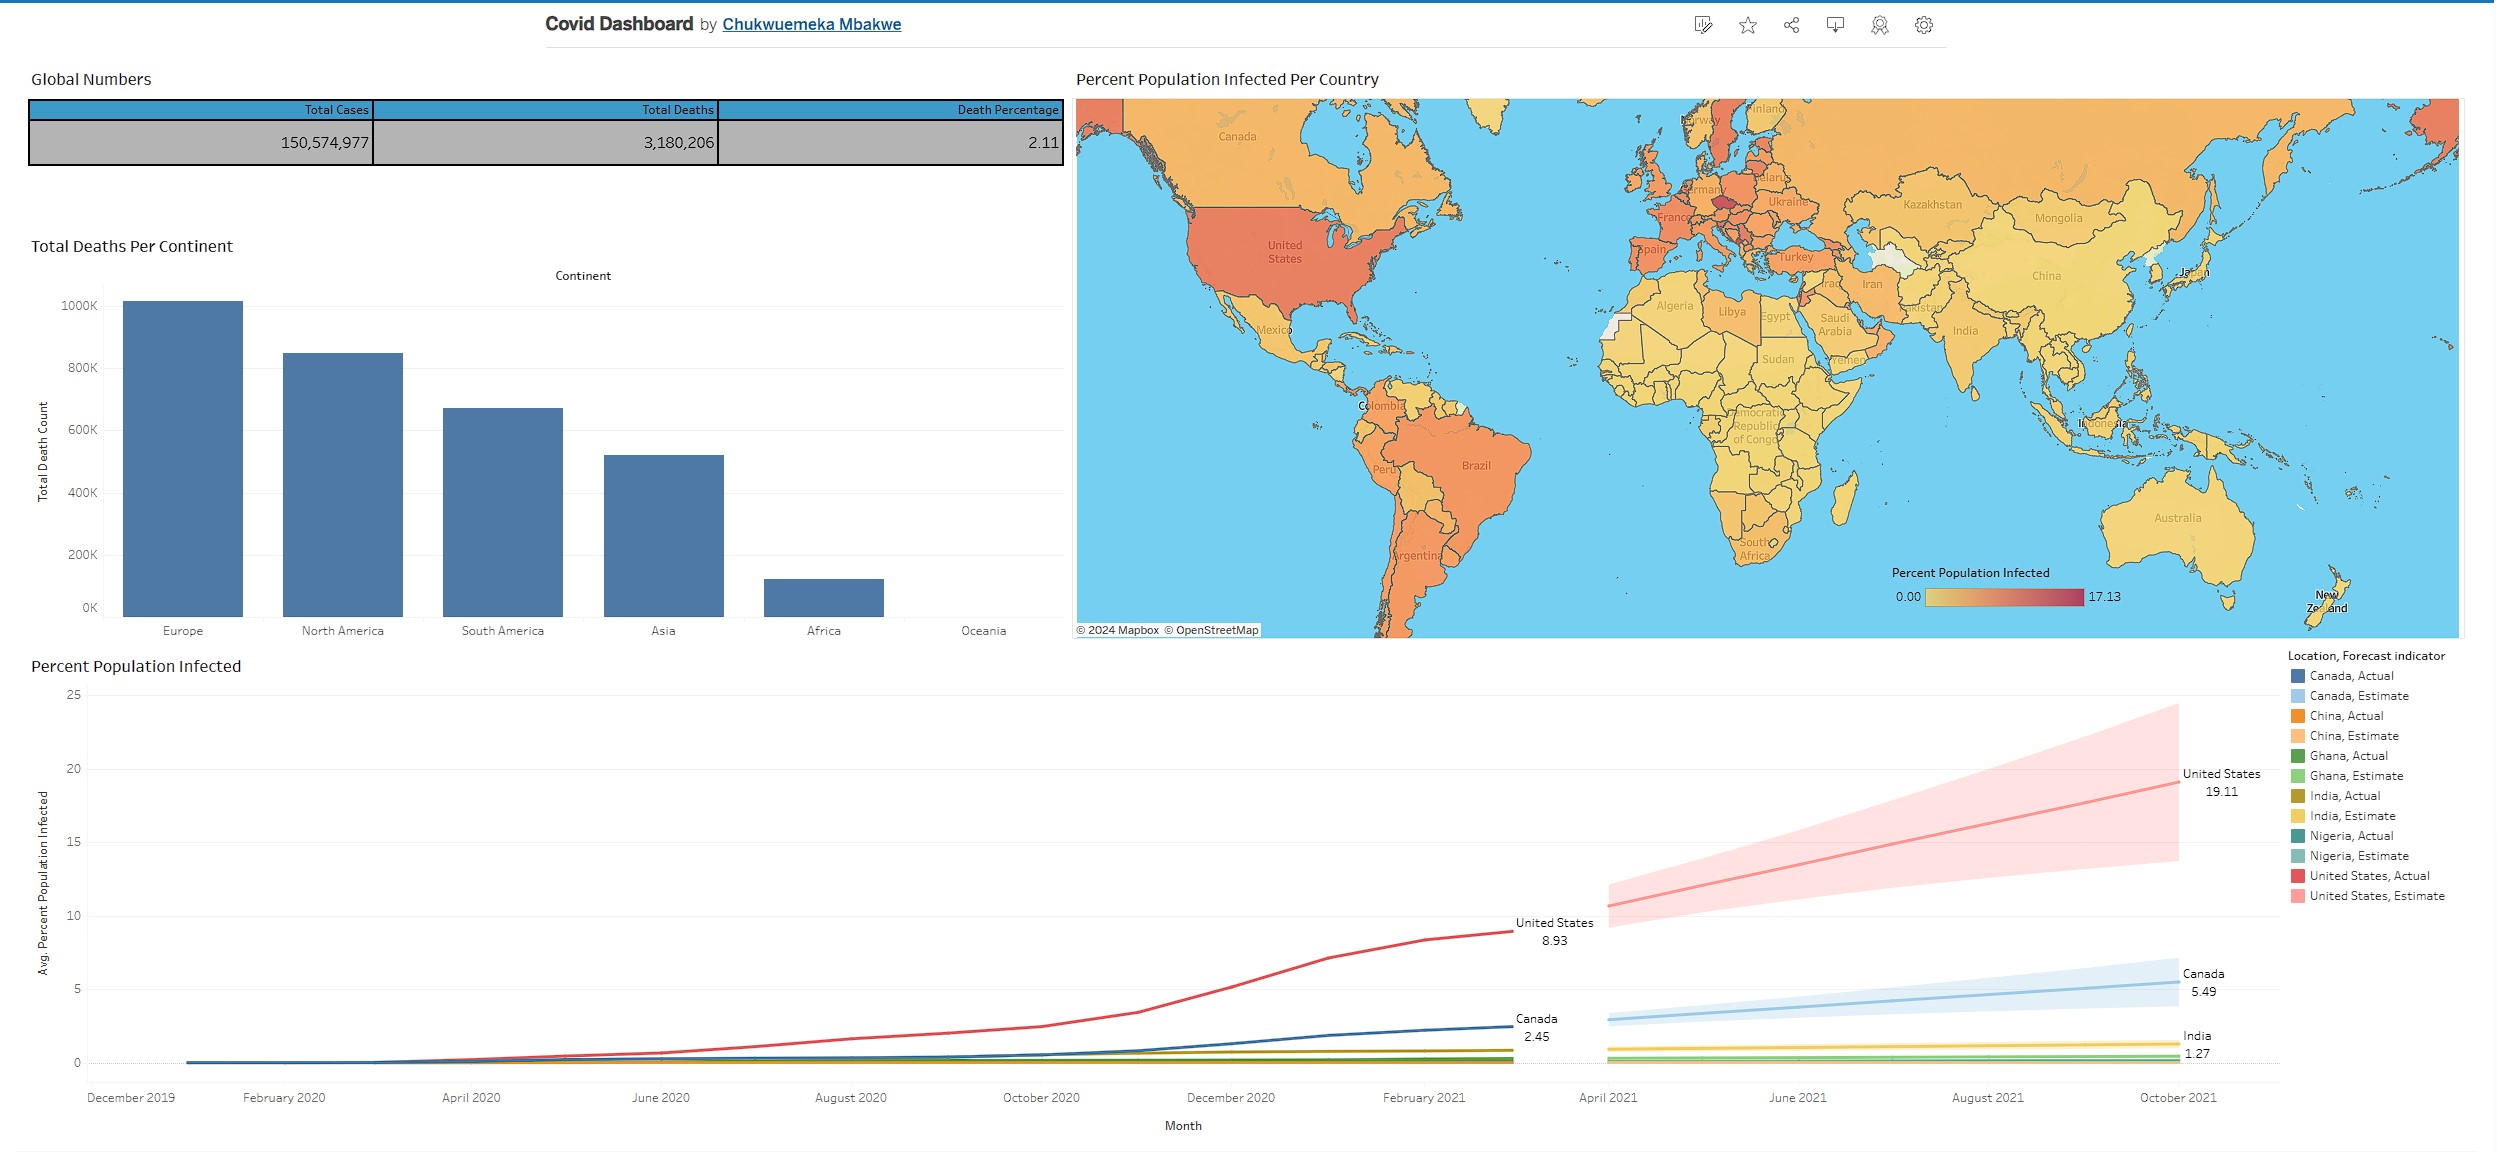 Covid Dashboard by Chukwuemeka Mbakwe
Global Numbers
Total Cases Total Deaths Death Percentage
150,574,977 3,180,206 2.11
Total Deaths Per Continent
Continent
Total Death Count
1000K
800K
600K
400K
200K
0K
Europe North America South America Asia Africa Oceania
Percent Population Infected Per Country
Canada
United
States
Mexico
Colombia
Peru
Brazil
Argentina
Norway
Finland
Belarus
Germany
Ukraine
France
Spain
Turkey
Kazakhstan
Mongolia
China
Japan
Iraq
Iran
Pakistan
India
Algeria
Libya
Egypt
Saudi
Arabia
Sudan
Yemen
Democratic
Republic
of Congo
South
Africa
Indonesia
Australia
New
Zealand
Percent Population Infected
0.00 17.13
© 2024 Mapbox © OpenStreetMap
Percent Population Infected
Avg. Percent Population Infected
25
20
15
10
5
0
United States
8.93
Canada
2.45
United States
19.11
Canada
5.49
India
1.27
December 2019 February 2020 April 2020 June 2020 August 2020 October 2020 December 2020 February 2021 April 2021 June 2021 August 2021 October 2021
Month
Location, Forecast indicator
Canada, Actual
Canada, Estimate
China, Actual
China, Estimate
Ghana, Actual
Ghana, Estimate
India, Actual
India, Estimate
Nigeria, Actual
Nigeria, Estimate
United States, Actual
United States, Estimate